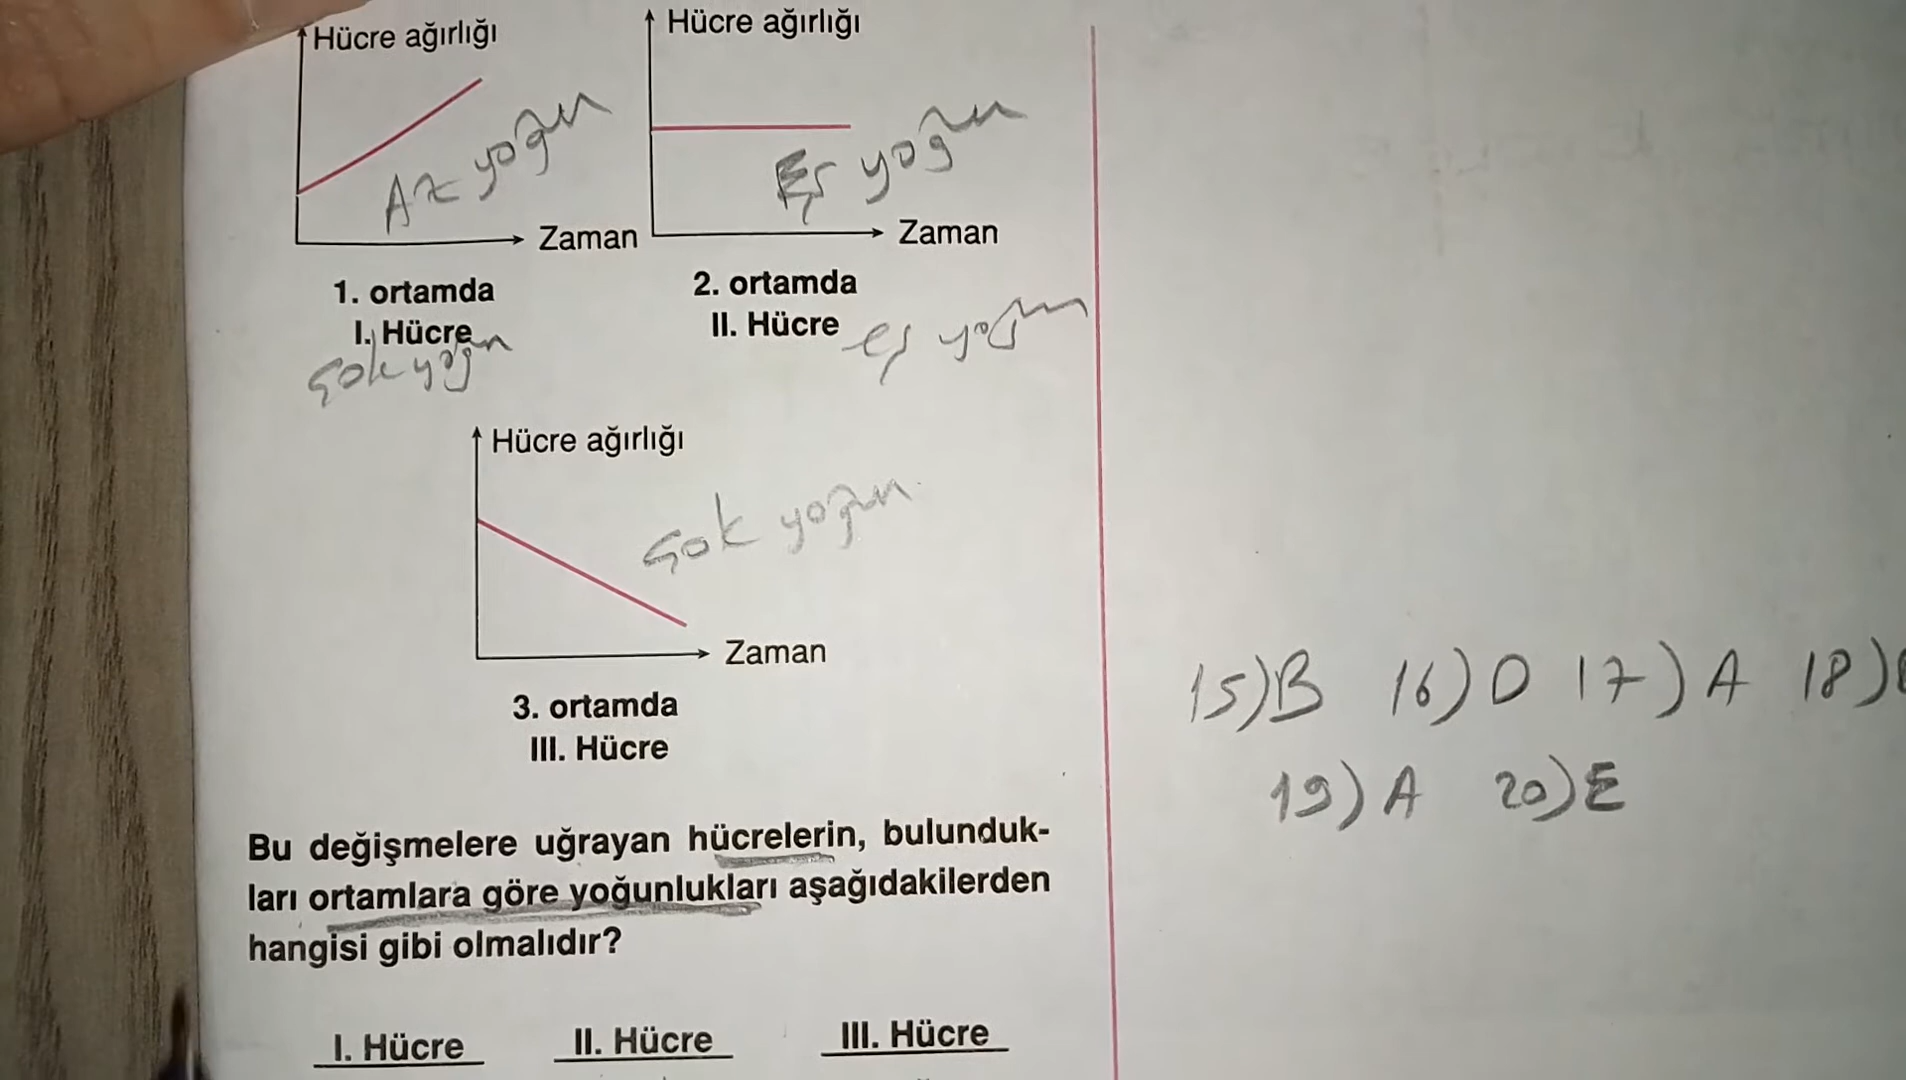 Hücre ağırlığı
Az yoğun
Zaman
1. ortamda
I. Hücre
Çok yoğun
Hücre ağırlığı
Eş yoğun
Zaman
2. ortamda
II. Hücre
eş yoğun
Hücre ağırlığı
Çok yoğun
Zaman
3. ortamda
III. Hücre
Bu değişmelere uğrayan hücrelerin, bulunduk-
ları ortamlara göre yoğunlukları aşağıdakilerden
hangisi gibi olmalıdır?
I. Hücre II. Hücre III. Hücre
15) B 16) D 17) A 18)
19) A 20) E